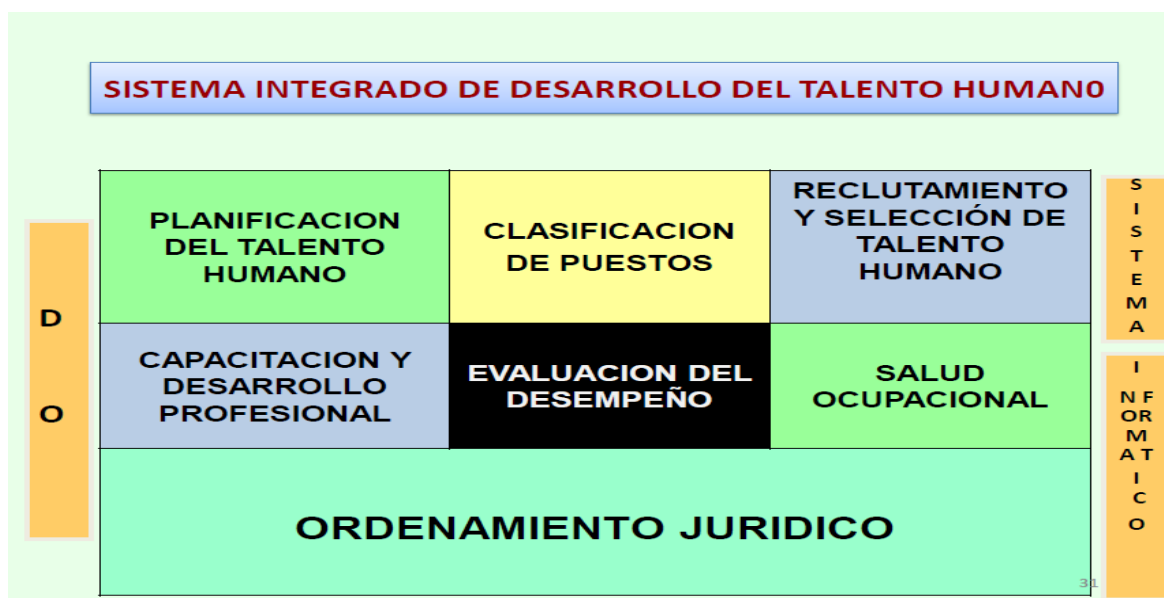 SISTEMA INTEGRADO DE DESARROLLO DEL TALENTO HUMAN0
D
O
PLANIFICACION
DEL TALENTO
HUMANO
CLASIFICACION
DE PUESTOS
RECLUTAMIENTO
Y SELECCIÓN DE
TALENTO
HUMANO
CAPACITACION Y
DESARROLLO
PROFESIONAL
EVALUACION DEL
DESEMPEÑO
SALUD
OCUPACIONAL
ORDENAMIENTO JURIDICO
S
I
S
T
E
M
A
I
N F
OR
M
A T
I
C
O
31